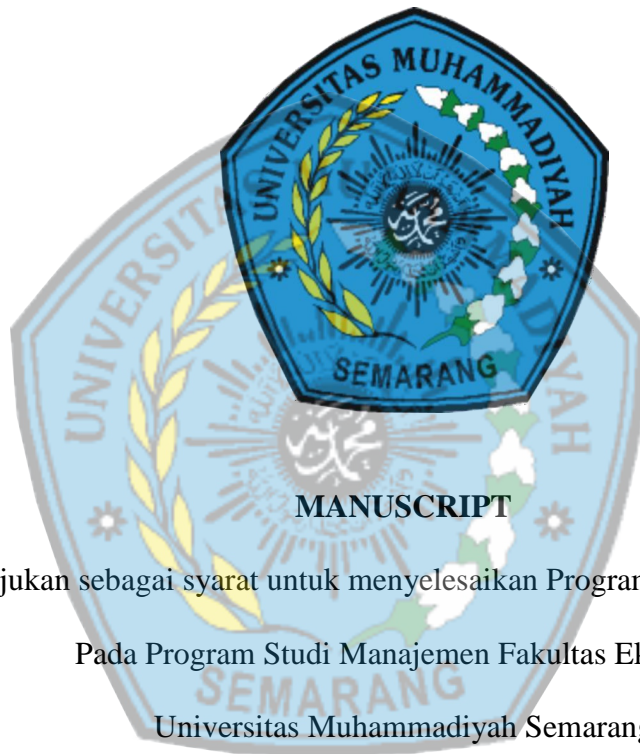 UNIVERSITAS MUHAMMADIYAH
SEMARANG
MANUSCRIPT
jukan sebagai syarat untuk menyelesaikan Program
Pada Program Studi Manajemen Fakultas Ek
Universitas Muhammadiyah Semarang